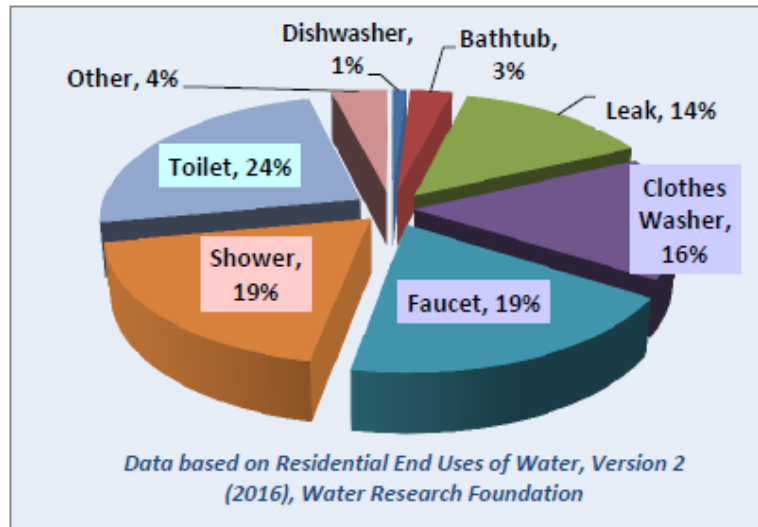 Dishwasher,
1%
Bathtub,
3%
Other, 4%
Leak, 14%
Toilet, 24%
Clothes
Washer,
16%
Shower,
19%
Faucet, 19%
Data based on Residential End Uses of Water, Version 2
(2016), Water Research Foundation